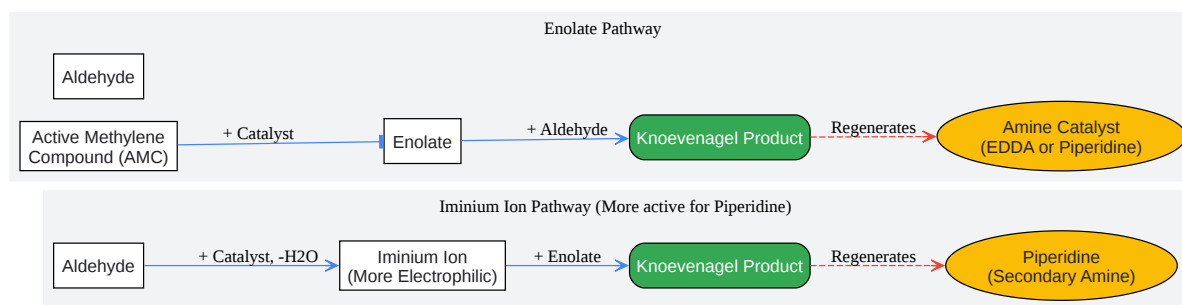 Enolate Pathway
Aldehyde
Active Methylene
Compound (AMC)
+ Catalyst
Enolate
+ Aldehyde
Knoevenagel Product
Regenerates
Amine Catalyst
(EDDA or Piperidine)
Iminium Ion Pathway (More active for Piperidine)
Aldehyde
+ Catalyst, -H2O
Iminium Ion
(More Electrophilic)
+ Enolate
Knoevenagel Product
Regenerates
Piperidine
(Secondary Amine)